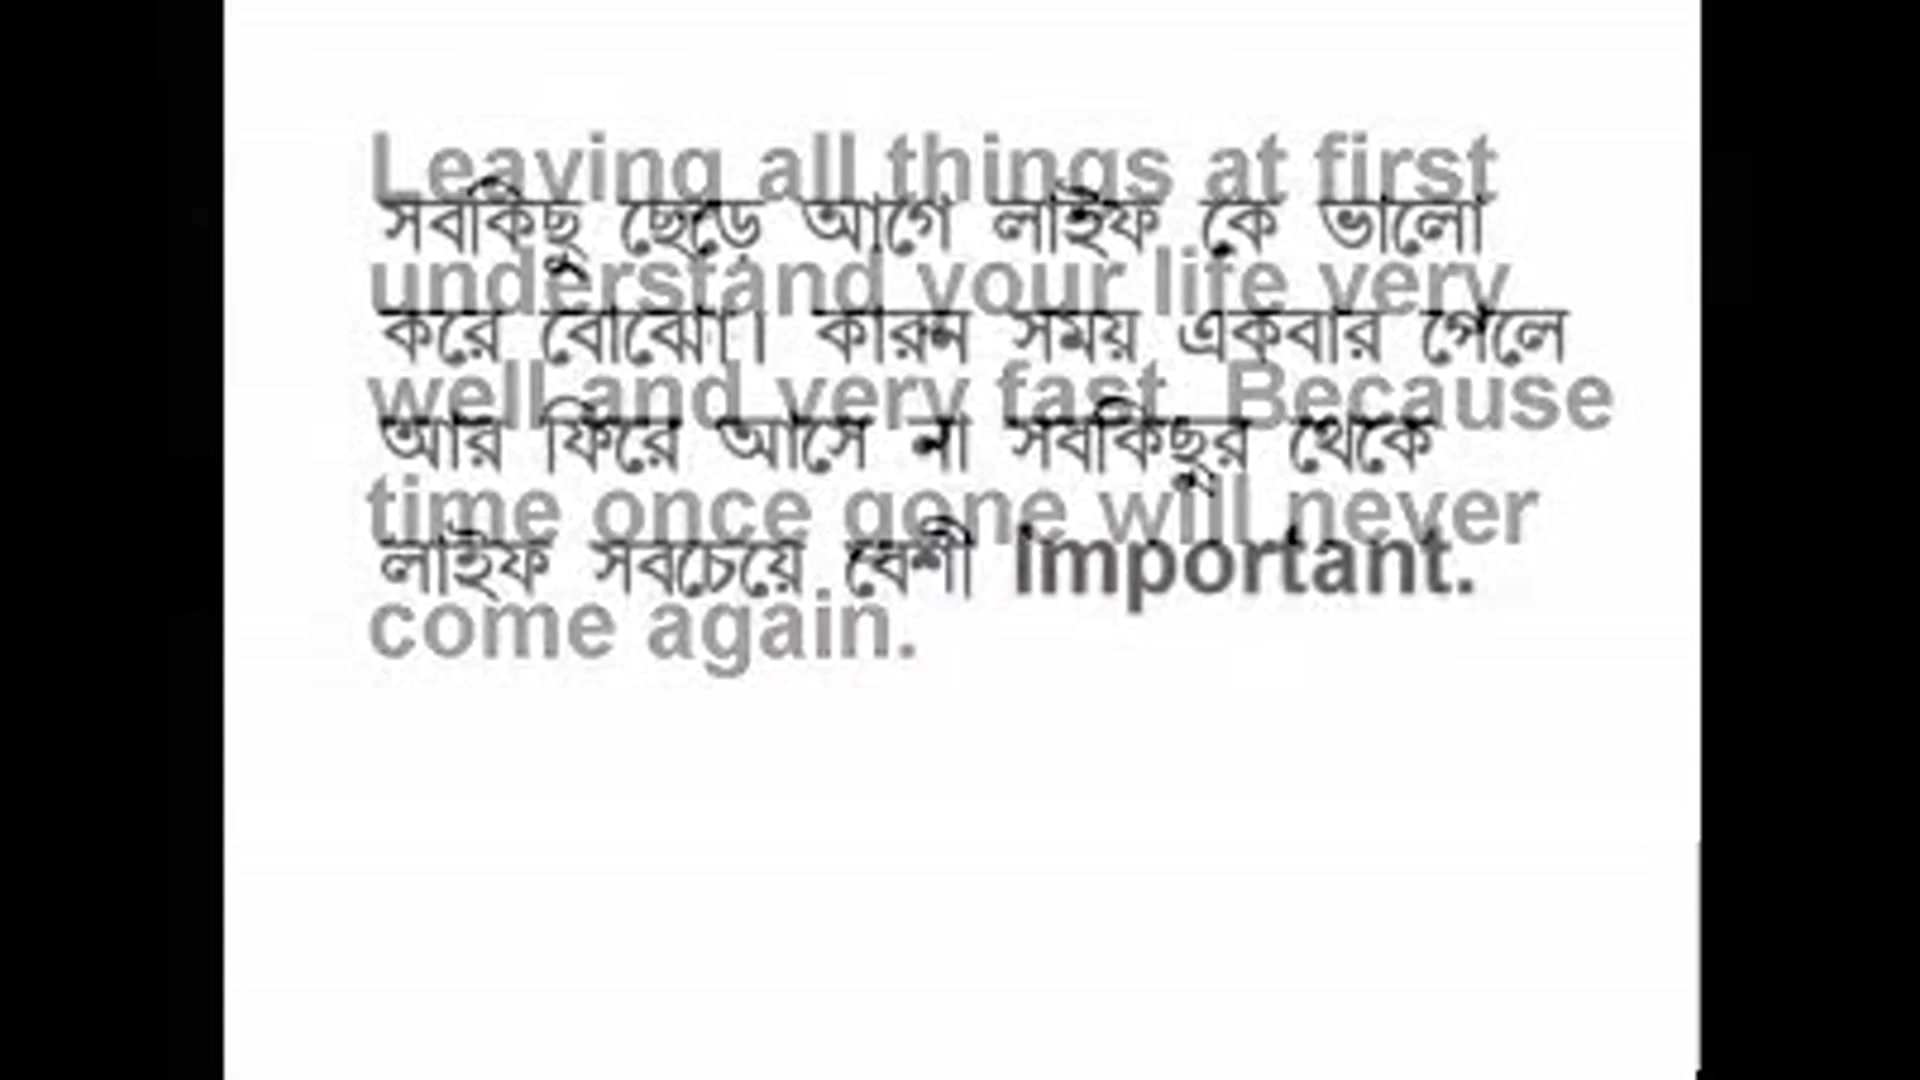 Leaving all things at first
সবকিছু ছেড়ে আগে লাইফ কে ভালো
understand your life very
করে বোঝো। কারন সময় একবার গেলে
well and very fast. Because
আর ফিরে আসে না সবকিছুর থেকে
time once gone will never
লাইফ সবচেয়ে বেশী Important.
come again.